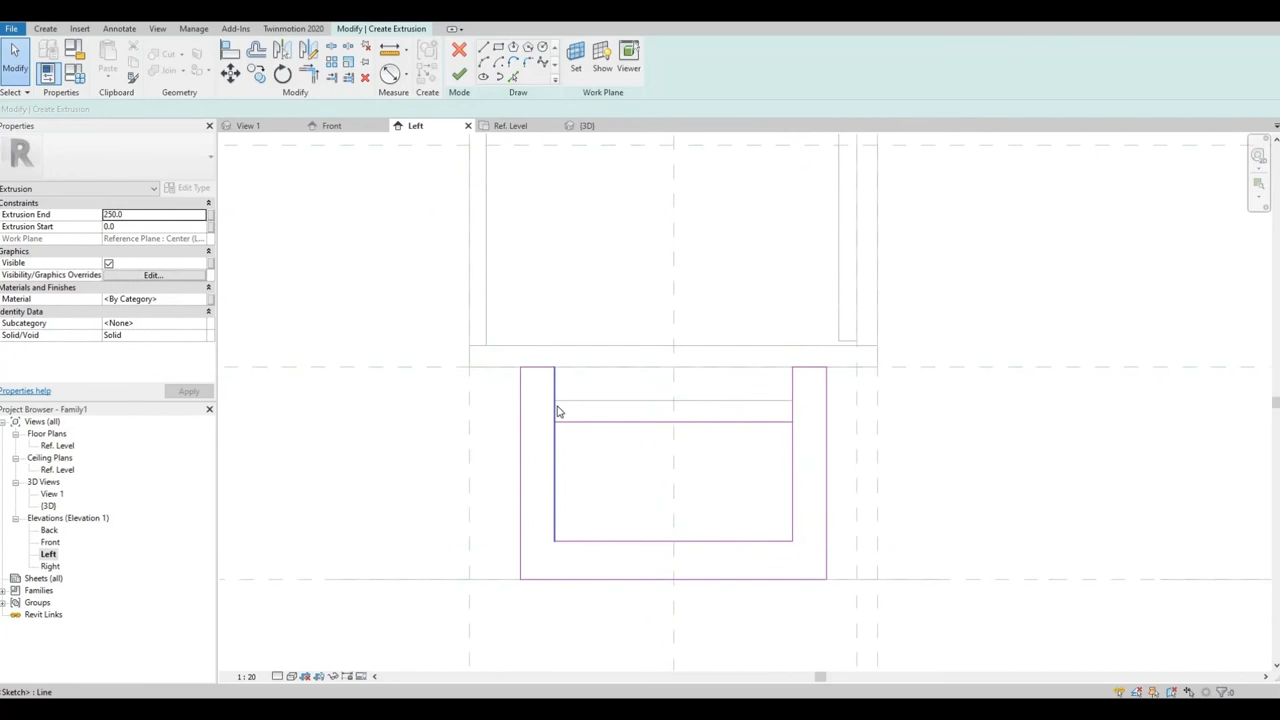 File Create Insert Annotate View Manage Add-Ins Twinmotion 2020 Modify | Create Extrusion
Modify Paste Cut Join
Select Properties Clipboard Geometry Modify Measure Create Mode Draw Set Show Viewer Work Plane
Modify | Create Extrusion
Properties
View 1 Front Left Ref. Level {3D}
R
Extrusion Edit Type
Constraints
Extrusion End 250.0
Extrusion Start 0.0
Work Plane Reference Plane : Center (L...
Graphics
Visible
Visibility/Graphics Overrides Edit...
Materials and Finishes
Material <By Category>
Identity Data
Subcategory <None>
Solid/Void Solid
Properties help Apply
Project Browser - Family1
Views (all)
Floor Plans
Ref. Level
Ceiling Plans
Ref. Level
3D Views
View 1
{3D}
Elevations (Elevation 1)
Back
Front
Left
Right
Sheets (all)
Families
Groups
Revit Links
1 : 20
Sketch> : Line
:0